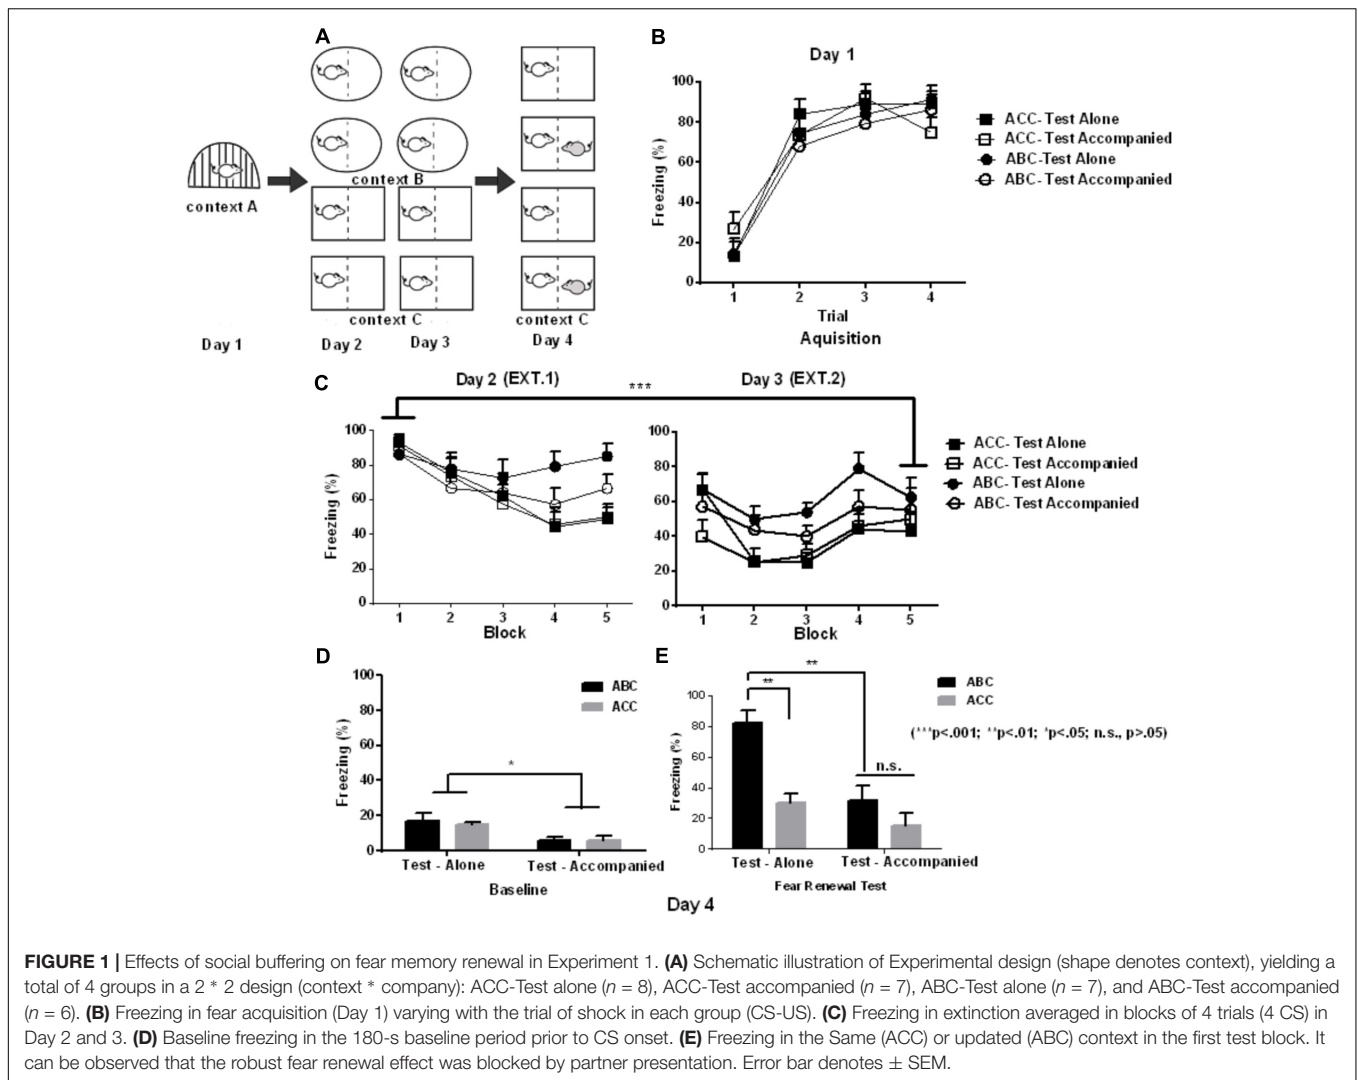 A
context A
context B
context C
context C
Day 1
Day 2
Day 3
Day 4
B
Day 1
Freezing (%)
100
80
60
40
20
0
1 2 3 4
Trial
Aquisition
ACC- Test Alone
ACC- Test Accompanied
ABC-Test Alone
ABC- Test Accompanied
C
Day 2 (EXT.1)
***
Day 3 (EXT.2)
Freezing (%)
100
80
60
40
20
0
1 2 3 4 5
Block
100
80
60
40
20
0
1 2 3 4 5
Block
ACC- Test Alone
ACC- Test Accompanied
ABC- Test Alone
ABC- Test Accompanied
D
Freezing (%)
100
80
60
40
20
0
*
ABC
ACC
Test - Alone
Test - Accompanied
Baseline
E
Freezing (%)
100
80
60
40
20
0
**
**
n.s.
ABC
ACC
(***p<.001; **p<.01; *p<.05; n.s., p>.05)
Test - Alone
Test - Accompanied
Fear Renewal Test
Day 4
FIGURE 1 | Effects of social buffering on fear memory renewal in Experiment 1. (A) Schematic illustration of Experimental design (shape denotes context), yielding a
total of 4 groups in a 2 * 2 design (context * company): ACC-Test alone (n = 8), ACC-Test accompanied (n = 7), ABC-Test alone (n = 7), and ABC-Test accompanied
(n = 6). (B) Freezing in fear acquisition (Day 1) varying with the trial of shock in each group (CS-US). (C) Freezing in extinction averaged in blocks of 4 trials (4 CS) in
Day 2 and 3. (D) Baseline freezing in the 180-s baseline period prior to CS onset. (E) Freezing in the Same (ACC) or updated (ABC) context in the first test block. It
can be observed that the robust fear renewal effect was blocked by partner presentation. Error bar denotes ± SEM.